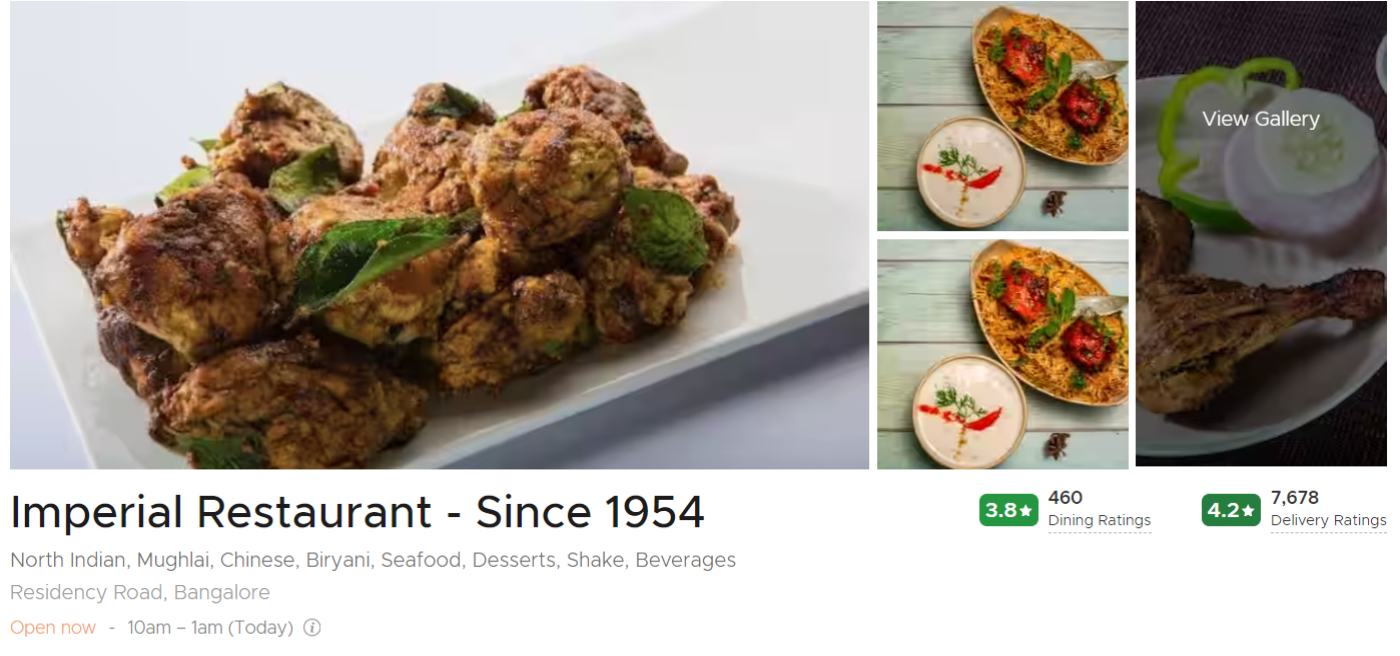 View Gallery
Imperial Restaurant - Since 1954
3.8★ 460 Dining Ratings
4.2★ 7,678 Delivery Ratings
North Indian, Mughlai, Chinese, Biryani, Seafood, Desserts, Shake, Beverages
Residency Road, Bangalore
Open now - 10am – 1am (Today)